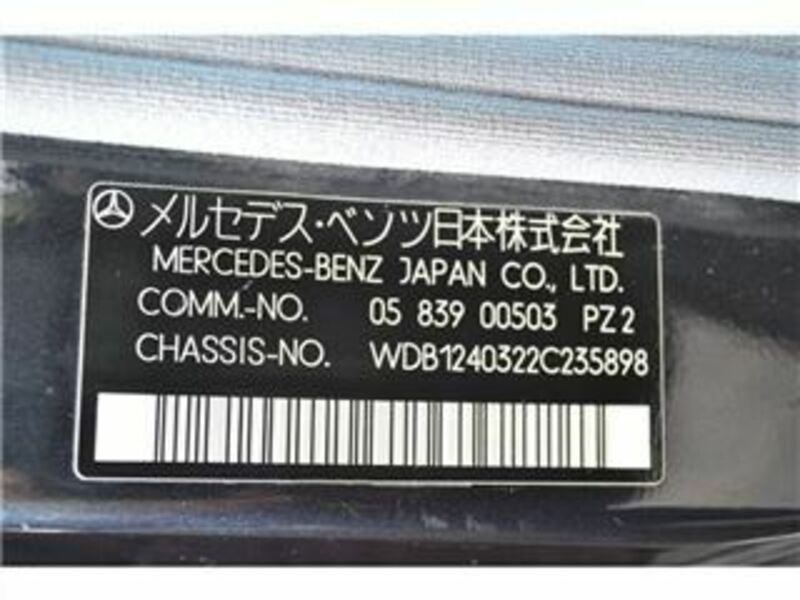 メルセデス・ベンツ日本株式会社
MERCEDES-BENZ JAPAN CO., LTD.
COMM.-NO. 05 839 00503 PZ2
CHASSIS-NO. WDB1240322C235898